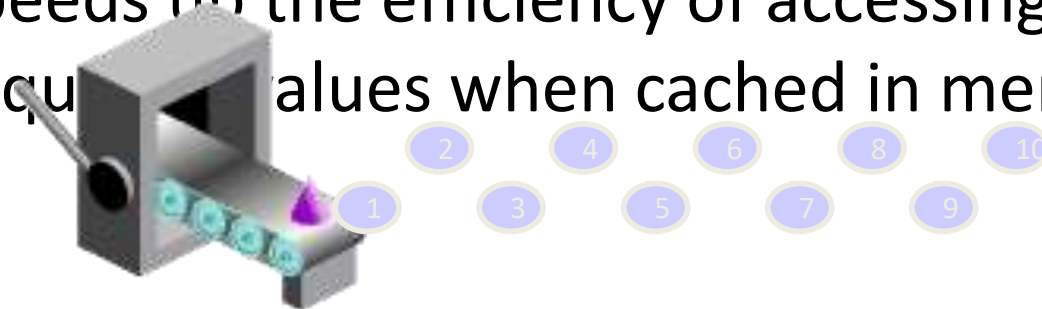 speeds up the efficiency of accessing
values when cached in
2 4 6 8 10
1 3 5 7 9